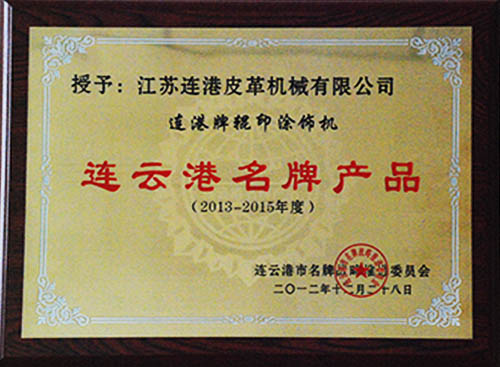 授予：江苏连港皮革机械有限公司
连港牌辊印涂饰机
连云港名牌产品
（2013-2015年度）
连云港市名牌 委员会
二〇一二年十 月二十八日